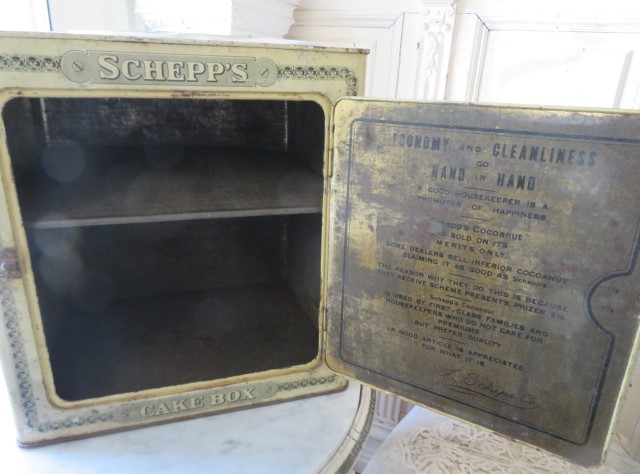 SCHEPP'S
ECONOMY AND CLEANLINESS
GO
HAND IN HAND
A GOOD HOUSEKEEPER IS A
PROMOTER OF HAPPINESS
Schepp's Cocoanut
SOLD ON ITS
MERITS ONLY
SOME DEALERS SELL INFERIOR COCOANUT
CLAIMING IT AS GOOD AS Schepp's
THE REASON WHY THEY DO THIS IS BECAUSE
THEY RECEIVE SCHEME PRESENTS, PRIZES, Etc.
Schepp's Cocoanut
IS USED BY FIRST-CLASS FAMILIES AND
HOUSEKEEPERS WHO DO NOT CARE FOR
PREMIUMS
BUT PREFER QUALITY
A GOOD ARTICLE IS APPRECIATED
FOR WHAT IT IS
L. Schepp Co.
CAKE BOX